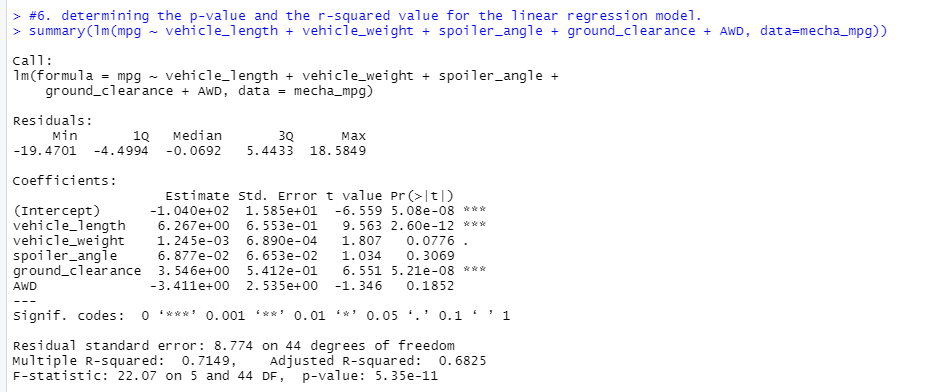 > #6. determining the p-value and the r-squared value for the linear regression model.
> summary(lm(mpg ~ vehicle_length + vehicle_weight + spoiler_angle + ground_clearance + AWD, data=mecha_mpg))

Call:
lm(formula = mpg ~ vehicle_length + vehicle_weight + spoiler_angle +
    ground_clearance + AWD, data = mecha_mpg)

Residuals:
     Min       1Q   Median       3Q      Max
-19.4701  -4.4994  -0.0692   5.4433  18.5849

Coefficients:
                   Estimate Std. Error t value Pr(>|t|)
(Intercept)      -1.040e+02  1.585e+01  -6.559 5.08e-08 ***
vehicle_length    6.267e+00  6.553e-01   9.563 2.60e-12 ***
vehicle_weight    1.245e-03  6.890e-04   1.807   0.0776 .
spoiler_angle     6.877e-02  6.653e-02   1.034   0.3069
ground_clearance  3.546e+00  5.412e-01   6.551 5.21e-08 ***
AWD              -3.411e+00  2.535e+00  -1.346   0.1852
---
Signif. codes:  0 ‘***’ 0.001 ‘**’ 0.01 ‘*’ 0.05 ‘.’ 0.1 ‘ ’ 1

Residual standard error: 8.774 on 44 degrees of freedom
Multiple R-squared:  0.7149,	Adjusted R-squared:  0.6825
F-statistic: 22.07 on 5 and 44 DF,  p-value: 5.35e-11